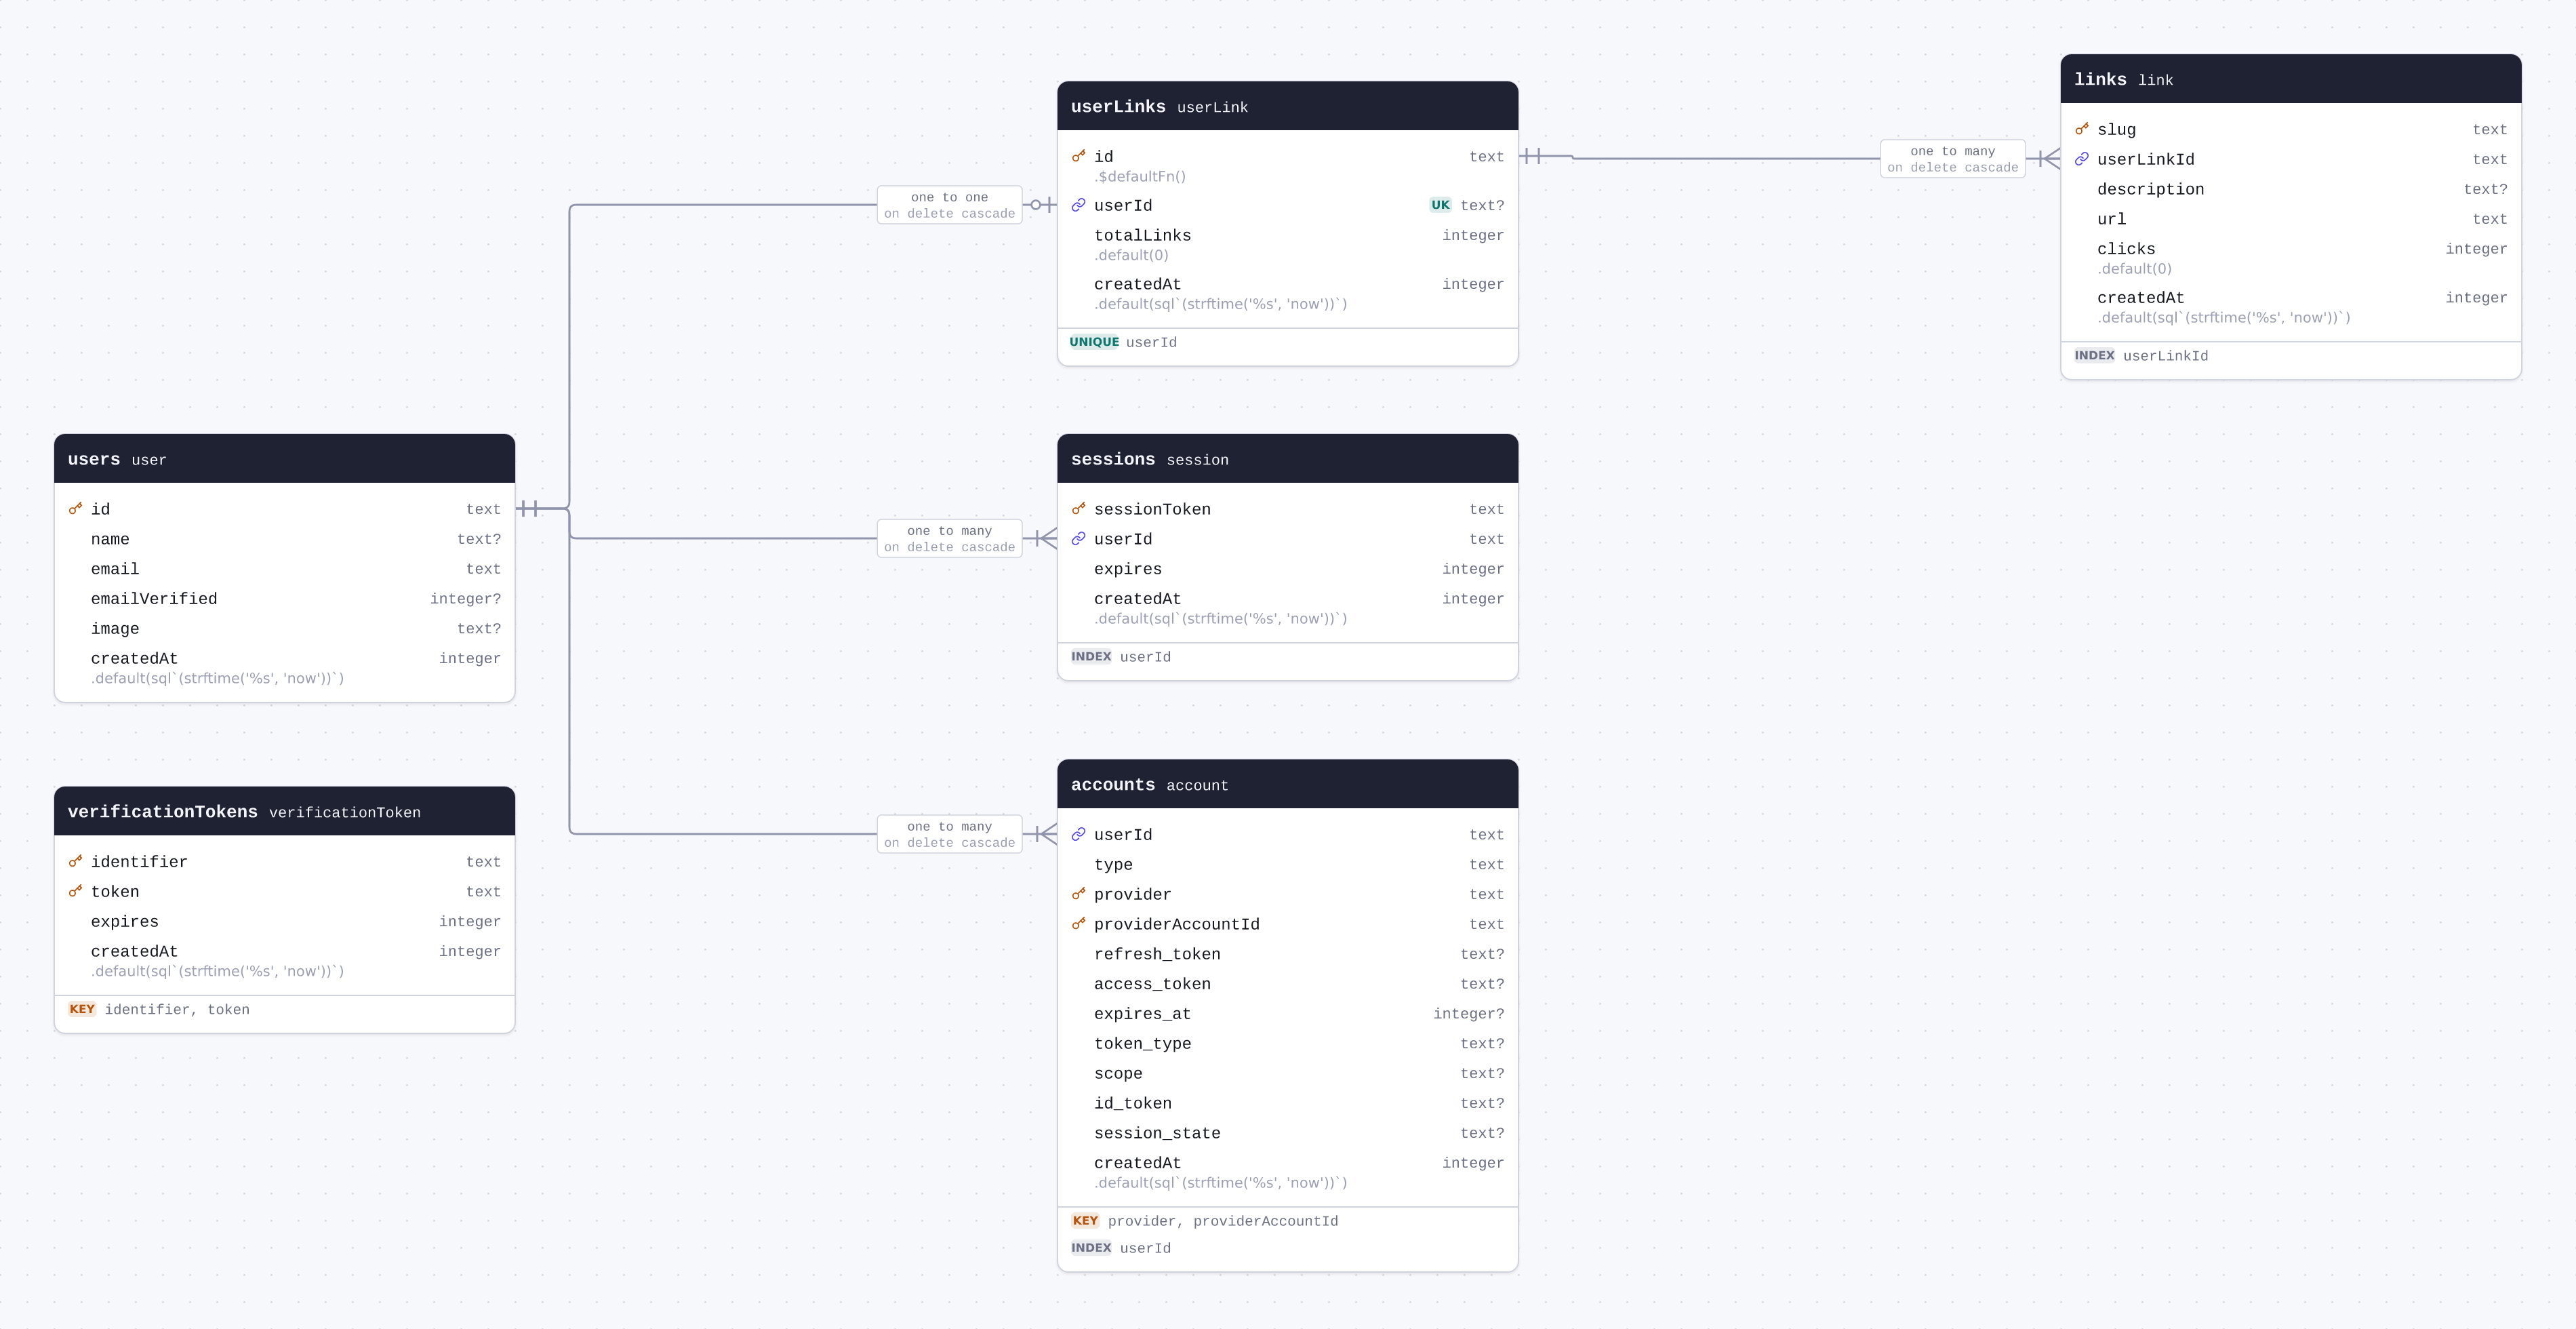 users user
id text
name text?
email text
emailVerified integer?
image text?
createdAt integer
.default(sql`(strftime('%s', 'now'))`)
verificationTokens verificationToken
identifier text
token text
expires integer
createdAt integer
.default(sql`(strftime('%s', 'now'))`)
KEY identifier, token
one to one
on delete cascade
one to many
on delete cascade
one to many
on delete cascade
userLinks userLink
id text
.$defaultFn()
userId UK text?
totalLinks integer
.default(0)
createdAt integer
.default(sql`(strftime('%s', 'now'))`)
UNIQUE userId
sessions session
sessionToken text
userId text
expires integer
createdAt integer
.default(sql`(strftime('%s', 'now'))`)
INDEX userId
accounts account
userId text
type text
provider text
providerAccountId text
refresh_token text?
access_token text?
expires_at integer?
token_type text?
scope text?
id_token text?
session_state text?
createdAt integer
.default(sql`(strftime('%s', 'now'))`)
KEY provider, providerAccountId
INDEX userId
one to many
on delete cascade
links link
slug text
userLinkId text
description text?
url text
clicks integer
.default(0)
createdAt integer
.default(sql`(strftime('%s', 'now'))`)
INDEX userLinkId